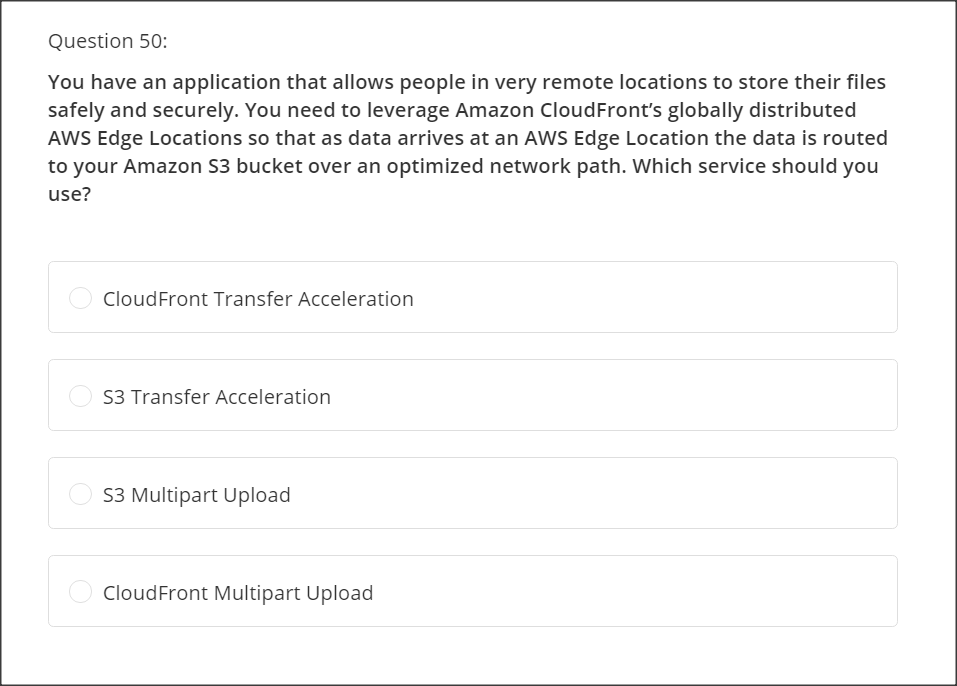 Question 50:
You have an application that allows people in very remote locations to store their files
safely and securely. You need to leverage Amazon CloudFront’s globally distributed
AWS Edge Locations so that as data arrives at an AWS Edge Location the data is routed
to your Amazon S3 bucket over an optimized network path. Which service should you
use?
CloudFront Transfer Acceleration
S3 Transfer Acceleration
S3 Multipart Upload
CloudFront Multipart Upload